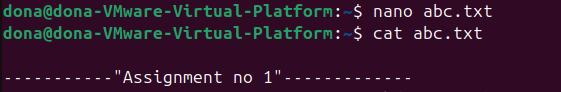 dona@dona-VMware-Virtual-Platform:~$ nano abc.txt
dona@dona-VMware-Virtual-Platform:~$ cat abc.txt
-----------"Assignment no 1"-------------